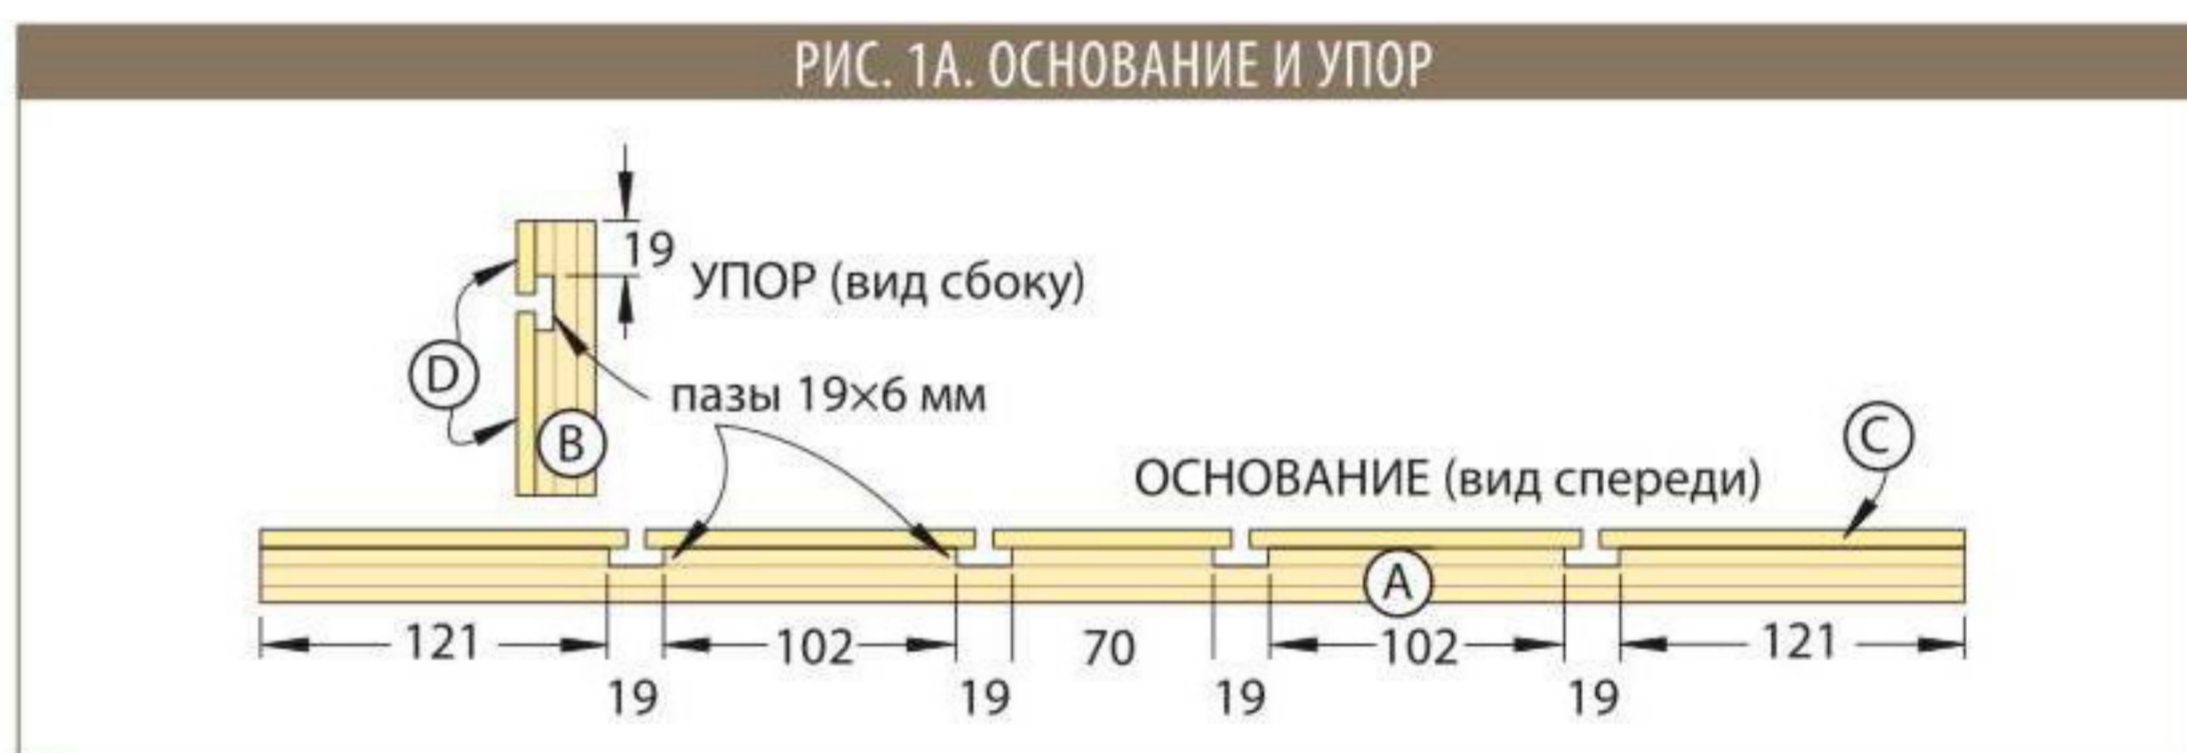 РИС. 1А. ОСНОВАНИЕ И УПОР
19
УПОР (вид сбоку)
D
пазы 19×6 мм
B
C
ОСНОВАНИЕ (вид спереди)
A
121 102 70 102 121
19 19 19 19